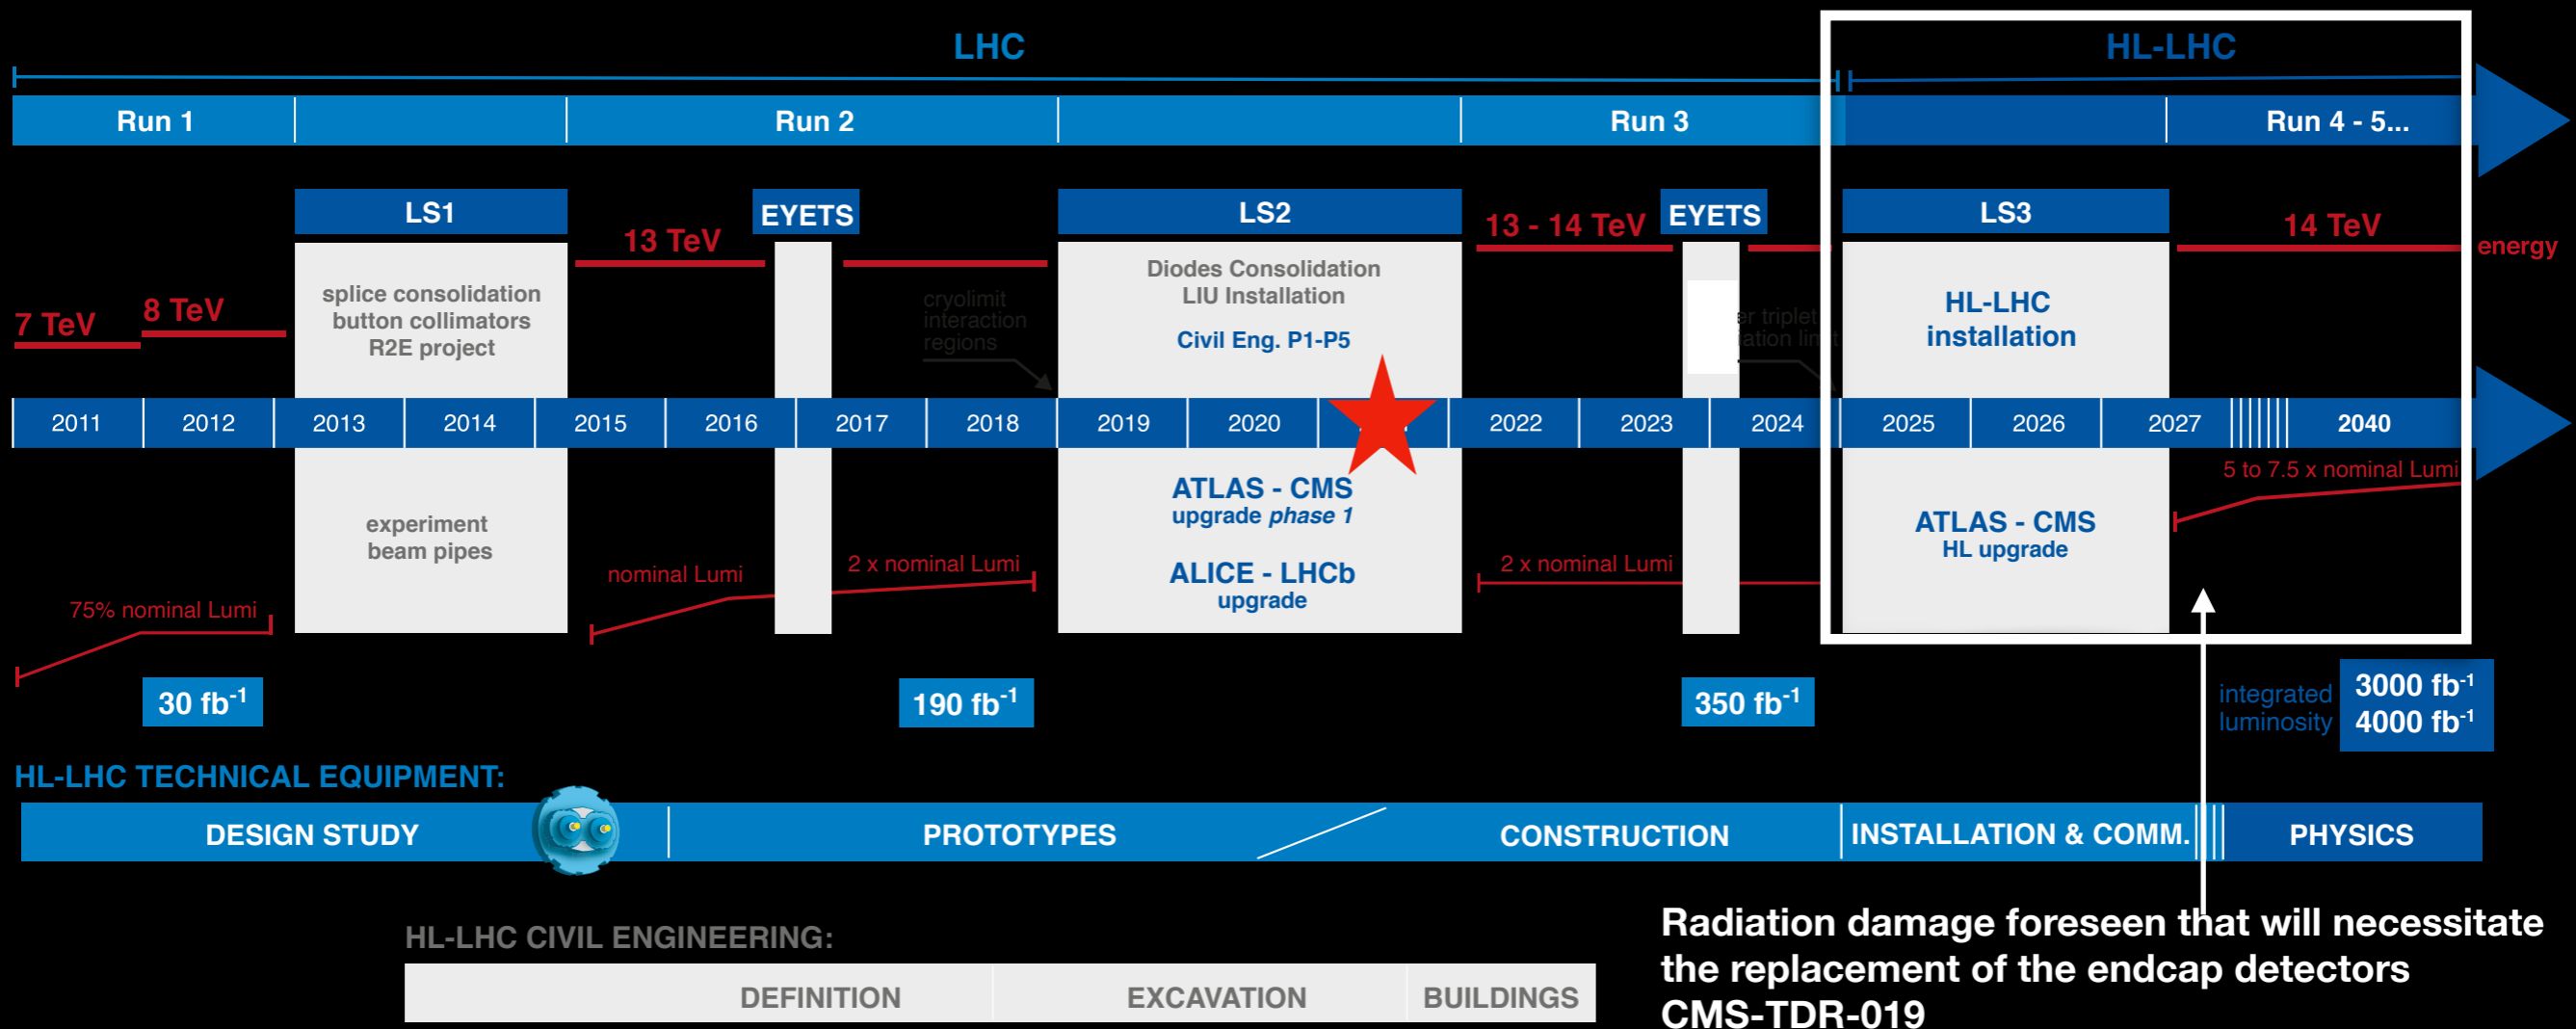 LHC
HL-LHC
Run 1
Run 2
Run 3
Run 4 - 5...
LS1
EYETS
LS2
EYETS
LS3
7 TeV
8 TeV
13 TeV
13 - 14 TeV
14 TeV
energy
splice consolidation
button collimators
R2E project
cryolimit
interaction
regions
Diodes Consolidation
LIU Installation
Civil Eng. P1-P5
triplet
HL-LHC
installation
2011
2012
2013
2014
2015
2016
2017
2018
2019
2020
2022
2023
2024
2025
2026
2027
2040
experiment
beam pipes
ATLAS - CMS
upgrade phase 1
ALICE - LHCb
upgrade
ATLAS - CMS
HL upgrade
75% nominal Lumi
nominal Lumi
2 x nominal Lumi
2 x nominal Lumi
5 to 7.5 x nominal Lumi
30 fb-1
190 fb-1
350 fb-1
integrated
luminosity
3000 fb-1
4000 fb-1
HL-LHC TECHNICAL EQUIPMENT:
DESIGN STUDY
PROTOTYPES
CONSTRUCTION
INSTALLATION & COMM.
PHYSICS
HL-LHC CIVIL ENGINEERING:
DEFINITION
EXCAVATION
BUILDINGS
Radiation damage foreseen that will necessitate
the replacement of the endcap detectors
CMS-TDR-019